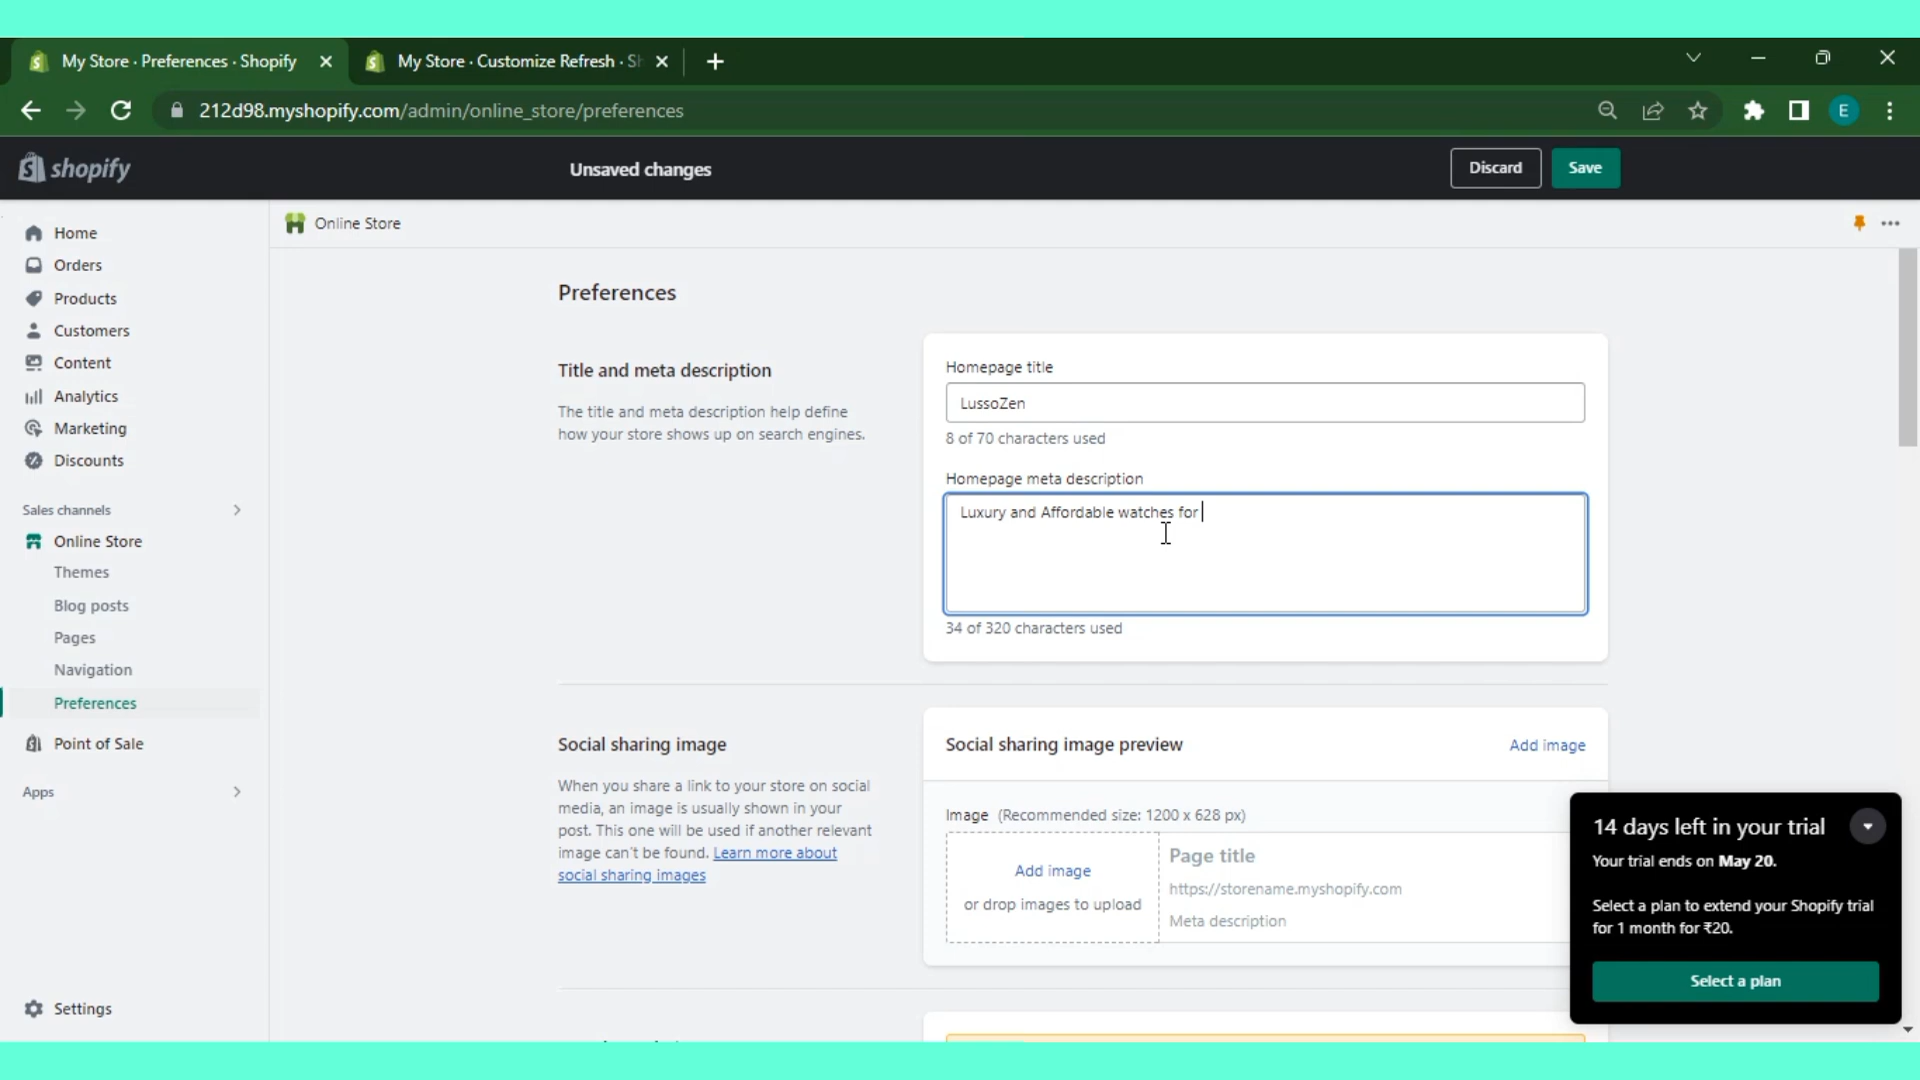 My Store · Preferences · Shopify
My Store · Customize Refresh · Sh
212d98.myshopify.com/admin/online_store/preferences
E
shopify
Unsaved changes
Discard
Save
Home
Orders
Products
Customers
Content
Analytics
Marketing
Discounts
Sales channels
Online Store
Themes
Blog posts
Pages
Navigation
Preferences
Point of Sale
Apps
Settings
Online Store
Preferences
Title and meta description
The title and meta description help define
how your store shows up on search engines.
Homepage title
LussoZen
8 of 70 characters used
Homepage meta description
Luxury and Affordable watches for
34 of 320 characters used
Social sharing image
When you share a link to your store on social
media, an image is usually shown in your
post. This one will be used if another relevant
image can't be found. Learn more about
social sharing images
Social sharing image preview
Add image
Image (Recommended size: 1200 x 628 px)
Add image
or drop images to upload
Page title
https://storename.myshopify.com
Meta description
14 days left in your trial
Your trial ends on May 20.
Select a plan to extend your Shopify trial
for 1 month for ₹20.
Select a plan